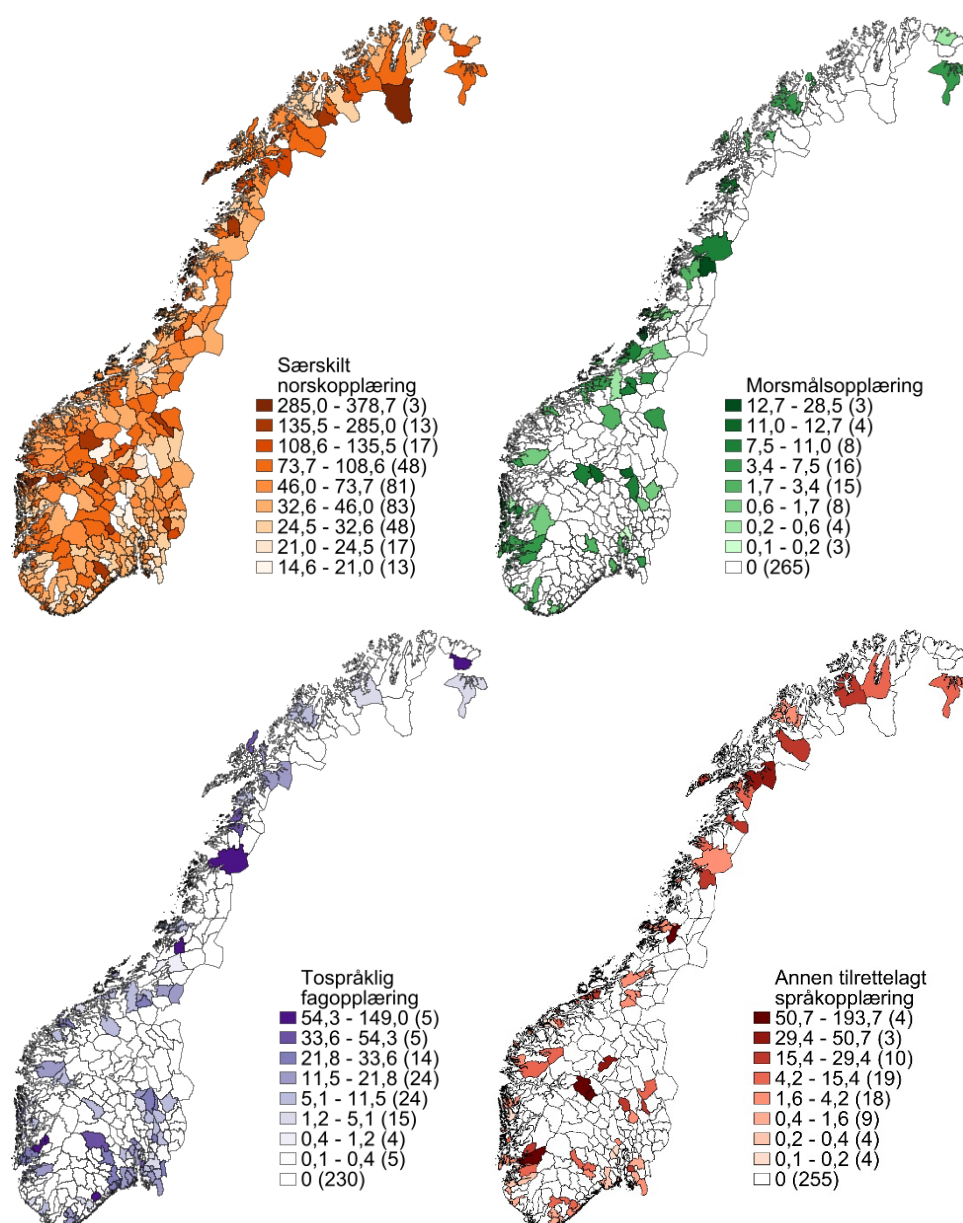 Særskilt
norskopplæring
285,0 - 378,7 (3)
135,5 - 285,0 (13)
108,6 - 135,5 (17)
73,7 - 108,6 (48)
46,0 - 73,7 (81)
32,6 - 46,0 (83)
24,5 - 32,6 (48)
21,0 - 24,5 (17)
14,6 - 21,0 (13)
Morsmålsopplæring
12,7 - 28,5 (3)
11,0 - 12,7 (4)
7,5 - 11,0 (8)
3,4 - 7,5 (16)
1,7 - 3,4 (15)
0,6 - 1,7 (8)
0,2 - 0,6 (4)
0,1 - 0,2 (3)
0 (265)
Tospråklig
fagopplæring
54,3 - 149,0 (5)
33,6 - 54,3 (5)
21,8 - 33,6 (14)
11,5 - 21,8 (24)
5,1 - 11,5 (24)
1,2 - 5,1 (15)
0,4 - 1,2 (4)
0,1 - 0,4 (5)
0 (230)
Annen tilrettelagt
språkopplæring
50,7 - 193,7 (4)
29,4 - 50,7 (3)
15,4 - 29,4 (10)
4,2 - 15,4 (19)
1,6 - 4,2 (18)
0,4 - 1,6 (9)
0,2 - 0,4 (4)
0,1 - 0,2 (4)
0 (255)